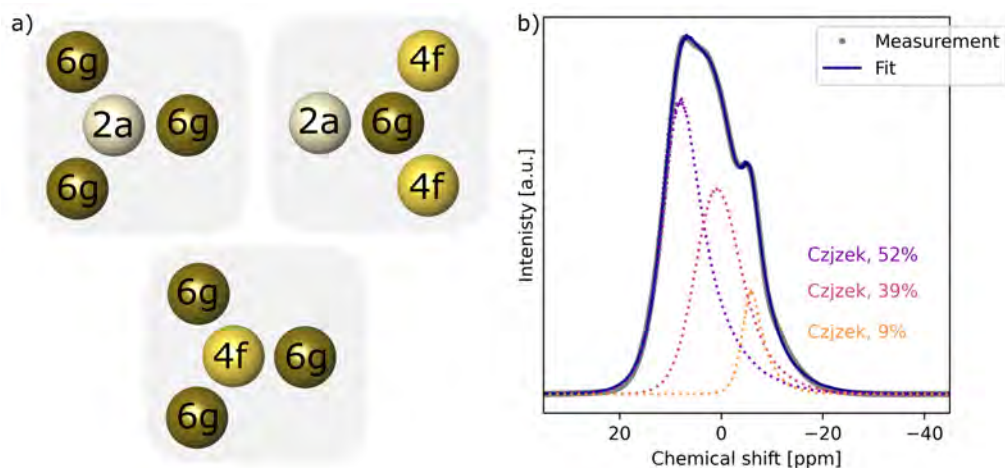 a)
6g
2a
6g
6g
4f
2a
6g
4f
6g
4f
6g
6g
b)
Measurement
Fit
Intenisty [a.u.]
Czjzek, 52%
Czjzek, 39%
Czjzek, 9%
20
0
−20
−40
Chemical shift [ppm]